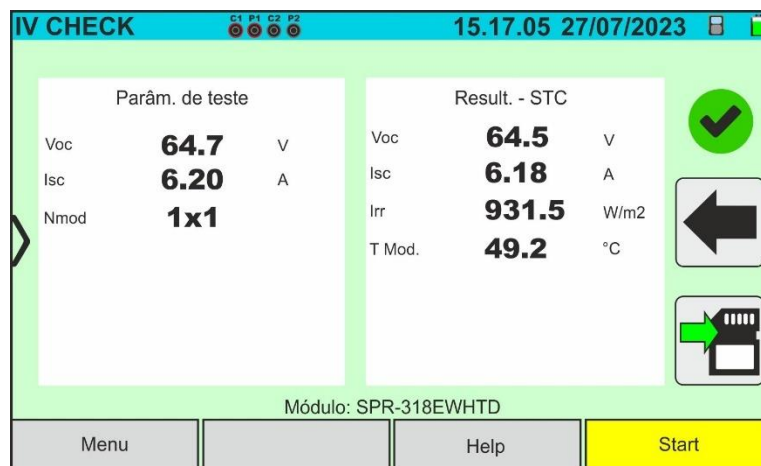 IV CHECK C1 P1 C2 P2 15.17.05 27/07/2023
Parâm. de teste
Voc 64.7 V
Isc 6.20 A
Nmod 1x1
Result. - STC
Voc 64.5 V
Isc 6.18 A
Irr 931.5 W/m2
T Mod. 49.2 °C
Módulo: SPR-318EWHTD
Menu Help Start